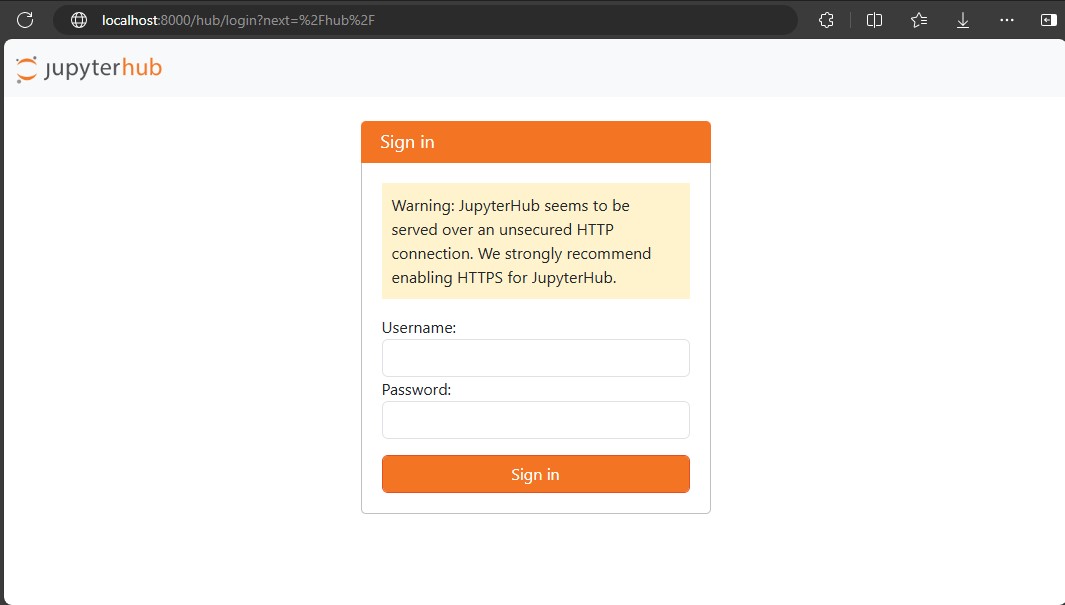 localhost:8000/hub/login?next=%2Fhub%2F
jupyterhub
Sign in
Warning: JupyterHub seems to be
served over an unsecured HTTP
connection. We strongly recommend
enabling HTTPS for JupyterHub.
Username:
Password:
Sign in